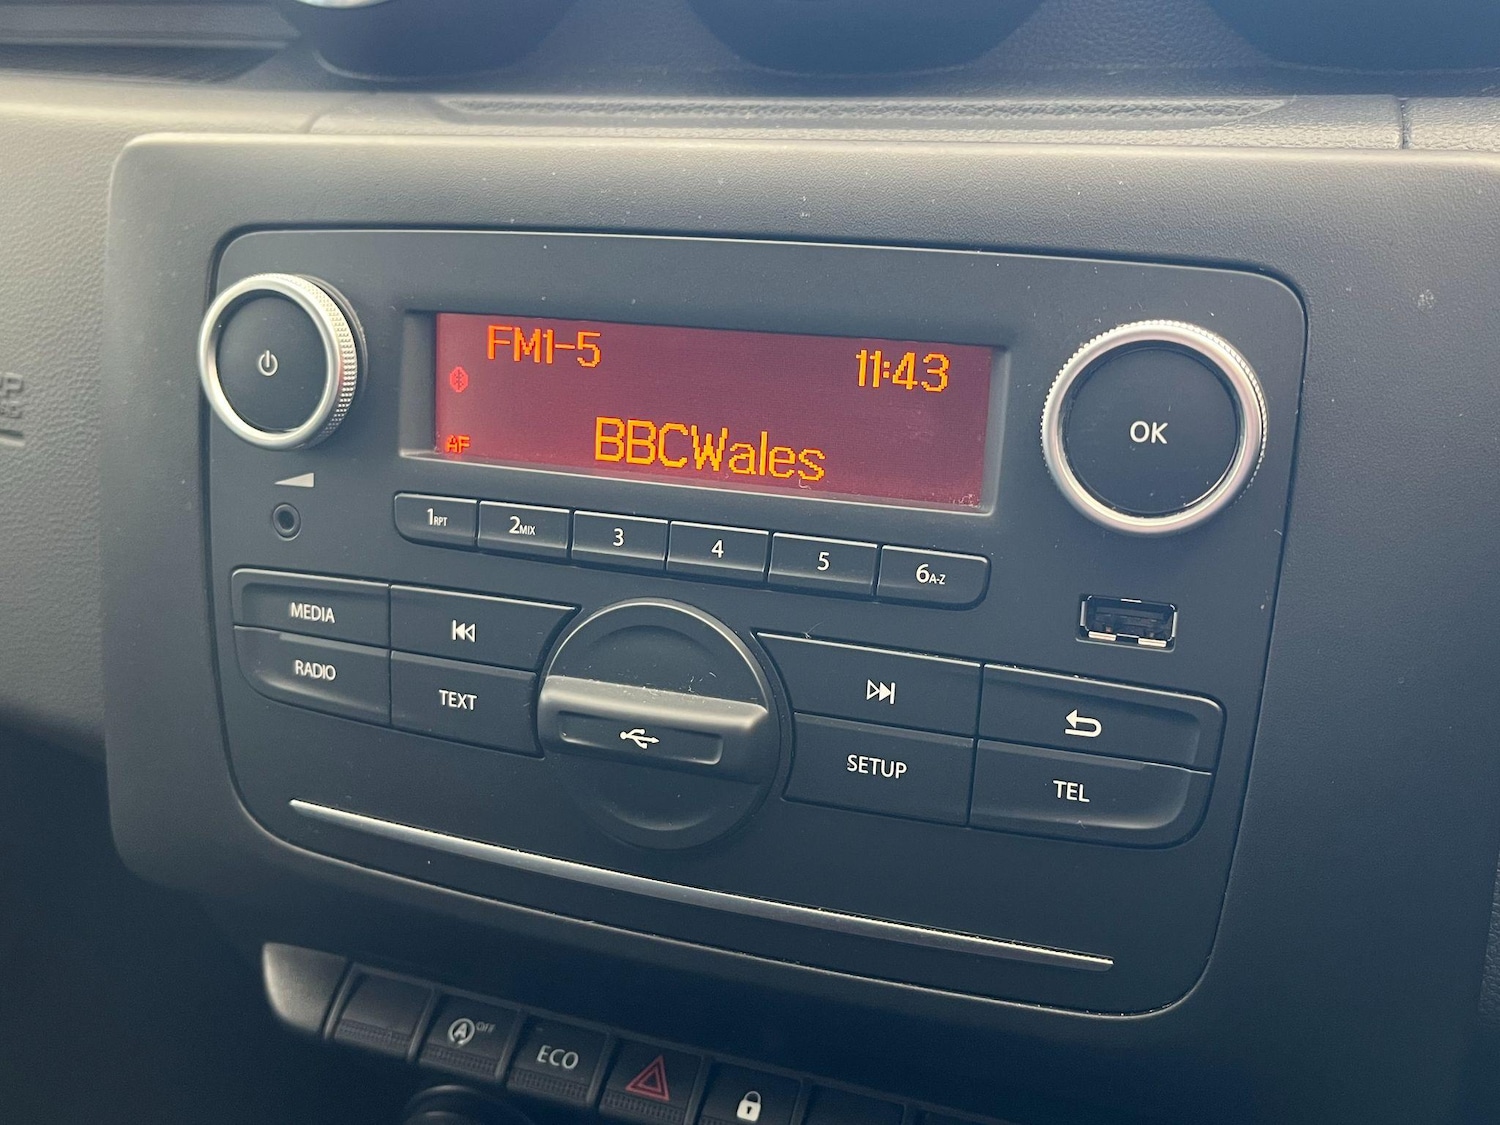 FM1-5
11:43
AF
BBCWales
OK
1RPT
2MIX
3
4
5
6A-Z
MEDIA
RADIO
TEXT
SETUP
TEL
A OFF
ECO